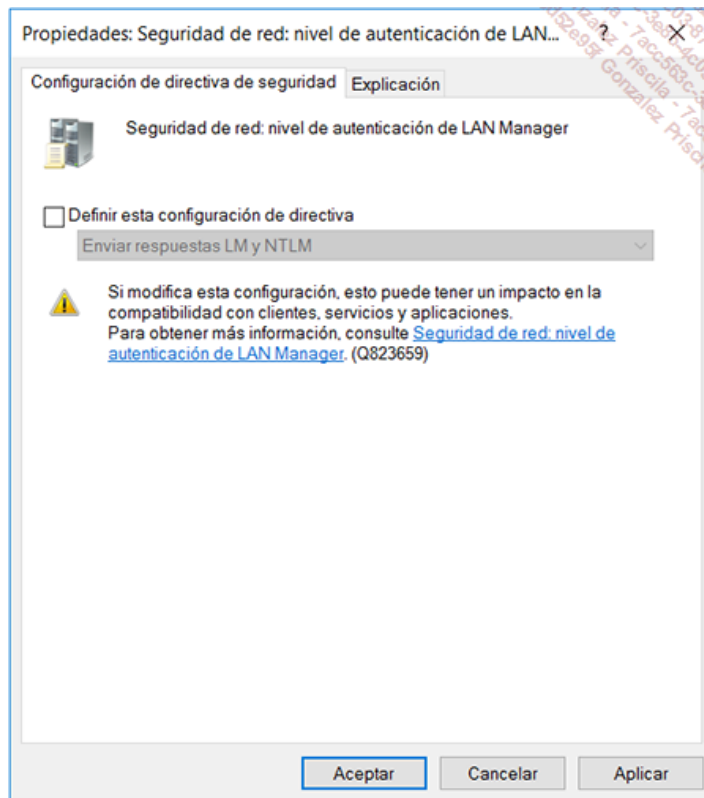 Propiedades: Seguridad de red: nivel de autenticación de LAN...
?
Configuración de directiva de seguridad
Explicación
Seguridad de red: nivel de autenticación de LAN Manager
Definir esta configuración de directiva
Enviar respuestas LM y NTLM
Si modifica esta configuración, esto puede tener un impacto en la
compatibilidad con clientes, servicios y aplicaciones.
Para obtener más información, consulte Seguridad de red: nivel de
autenticación de LAN Manager. (Q823659)
Aceptar
Cancelar
Aplicar